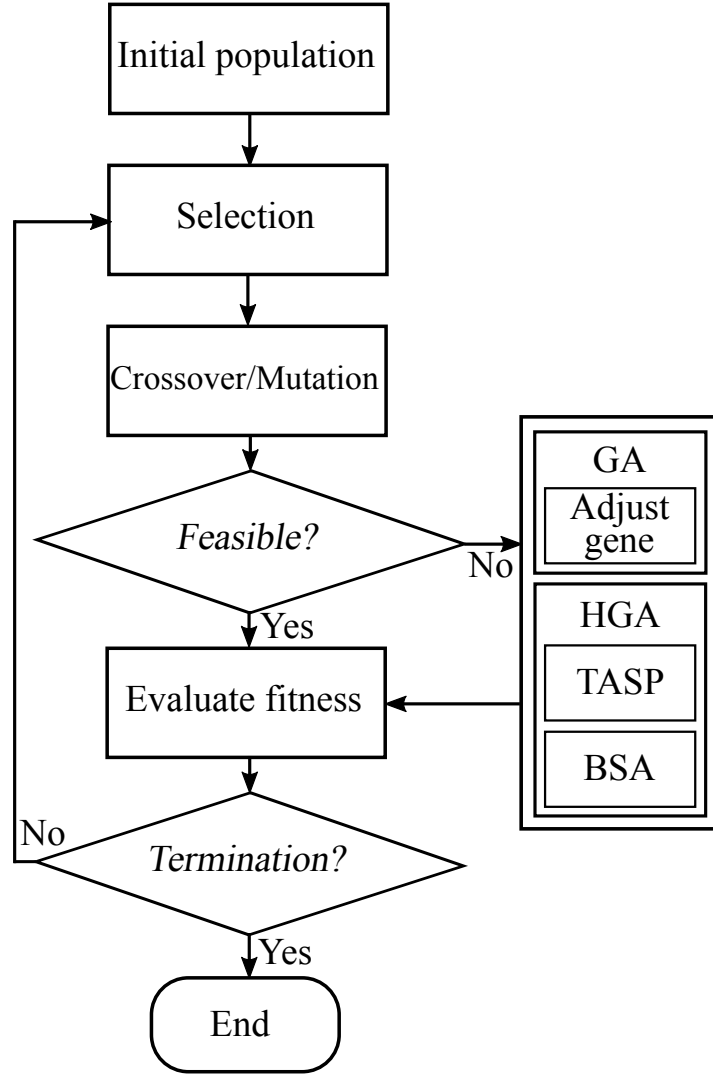 Initial population
Selection
Crossover/Mutation
Feasible?
No
Yes
GA
Adjust
gene
HGA
TASP
BSA
Evaluate fitness
Termination?
No
Yes
End